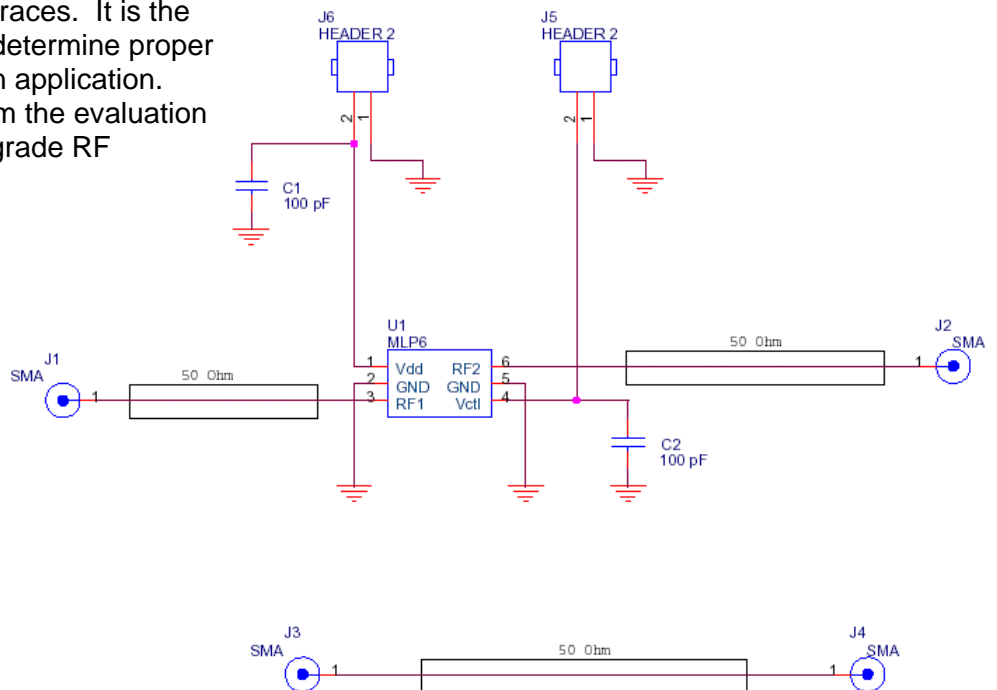 races. It is the
determine proper
application.
m the evaluation
grade RF
J6
HEADER 2
J5
HEADER 2
2
1
2
1
C1
100 pF
U1
MLP6
J2
SMA
50 Ohm
J1
SMA
50 Ohm
1
1
2
3
Vdd
GND
RF1
RF2
GND
Vctl
6
5
4
1
C2
100 pF
J3
SMA
50 Ohm
J4
SMA
1
1